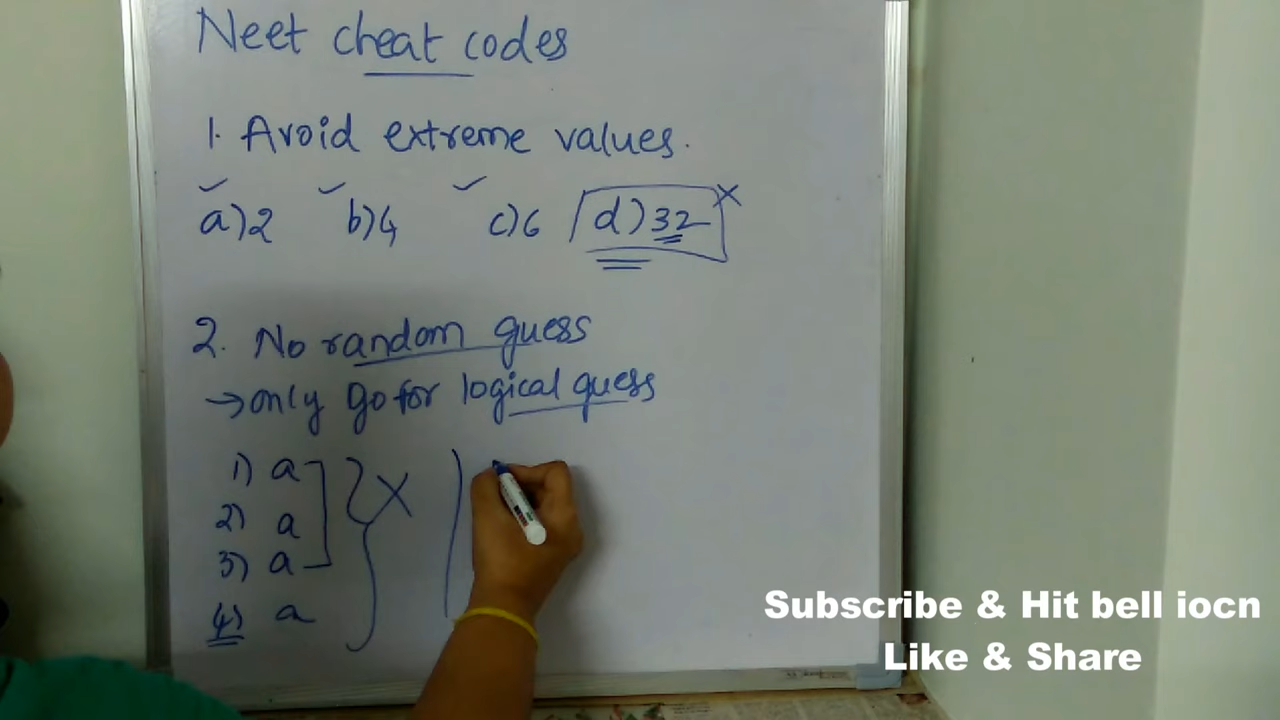 Neet cheat codes
1. Avoid extreme values.
a)2 b)4 c)6 d)32 x
2. No random guess
→only go for logical guess
1) a
2) a
3) a
4) a
X
Subscribe & Hit bell iocn
Like & Share